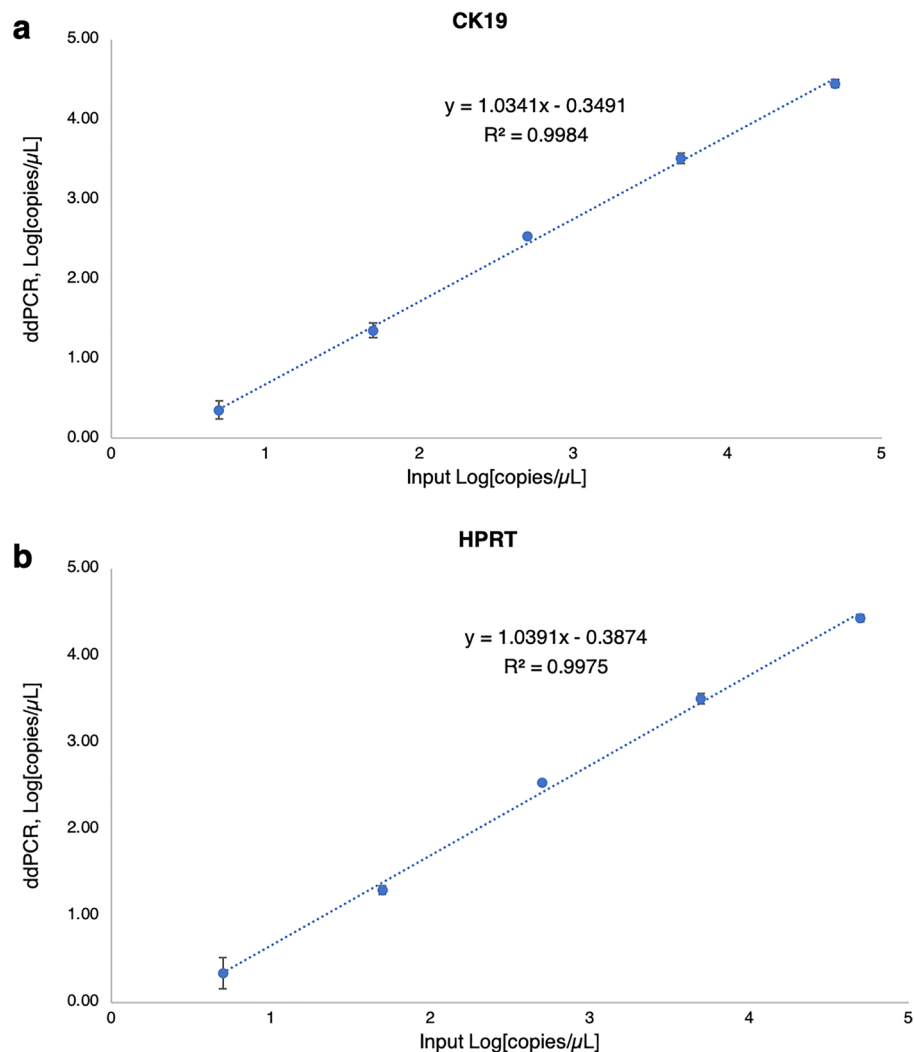 a
CK19
5.00
4.00
3.00
2.00
1.00
0.00
ddPCR, Log[copies/µL]
y = 1.0341x - 0.3491
R² = 0.9984
0 1 2 3 4 5
Input Log[copies/µL]
b
HPRT
5.00
4.00
3.00
2.00
1.00
0.00
ddPCR, Log[copies/µL]
y = 1.0391x - 0.3874
R² = 0.9975
0 1 2 3 4 5
Input Log[copies/µL]